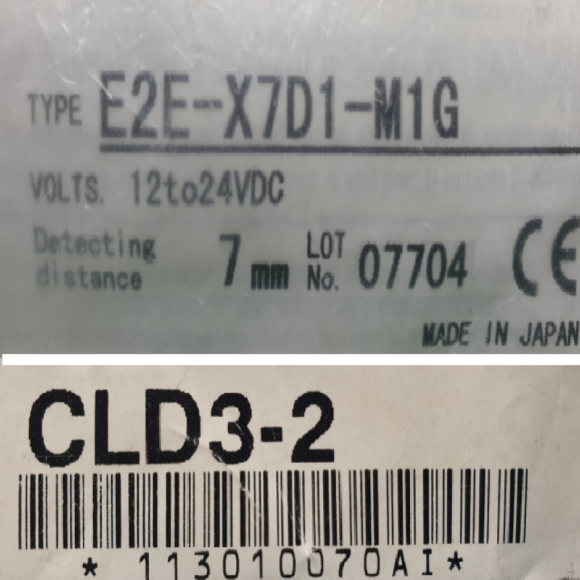 TYPE E2E-X7D1-M1G
VOLTS. 12to24VDC
Detecting distance 7mm LOT No. 07704 CE
MADE IN JAPAN
CLD3-2
* 113010070AI*